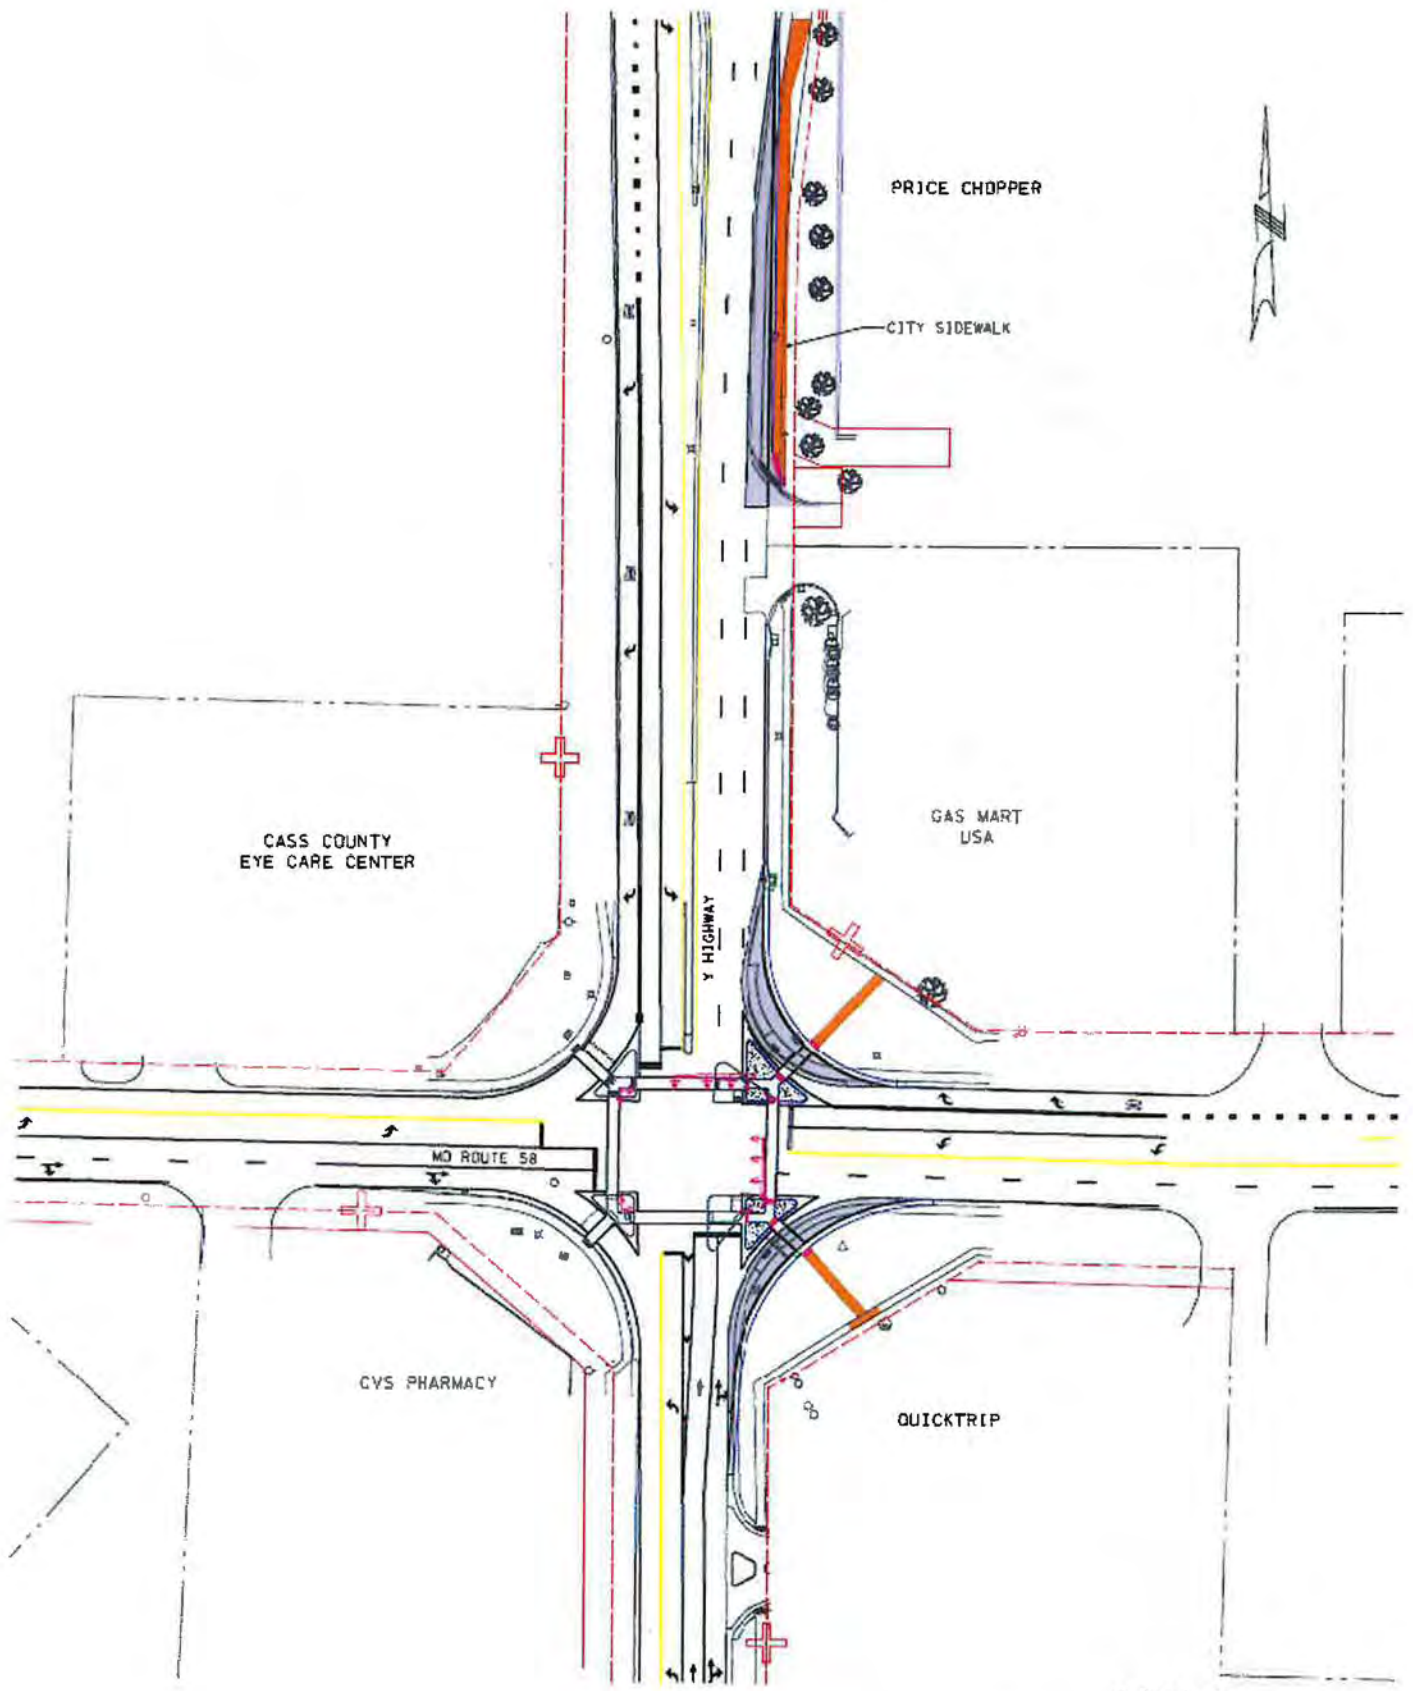 PRICE CHOPPER
CITY SIDEWALK
GAS MART
USA
CASS COUNTY
EYE CARE CENTER
Y HIGHWAY
MO ROUTE 58
CVS PHARMACY
QUICKTRIP